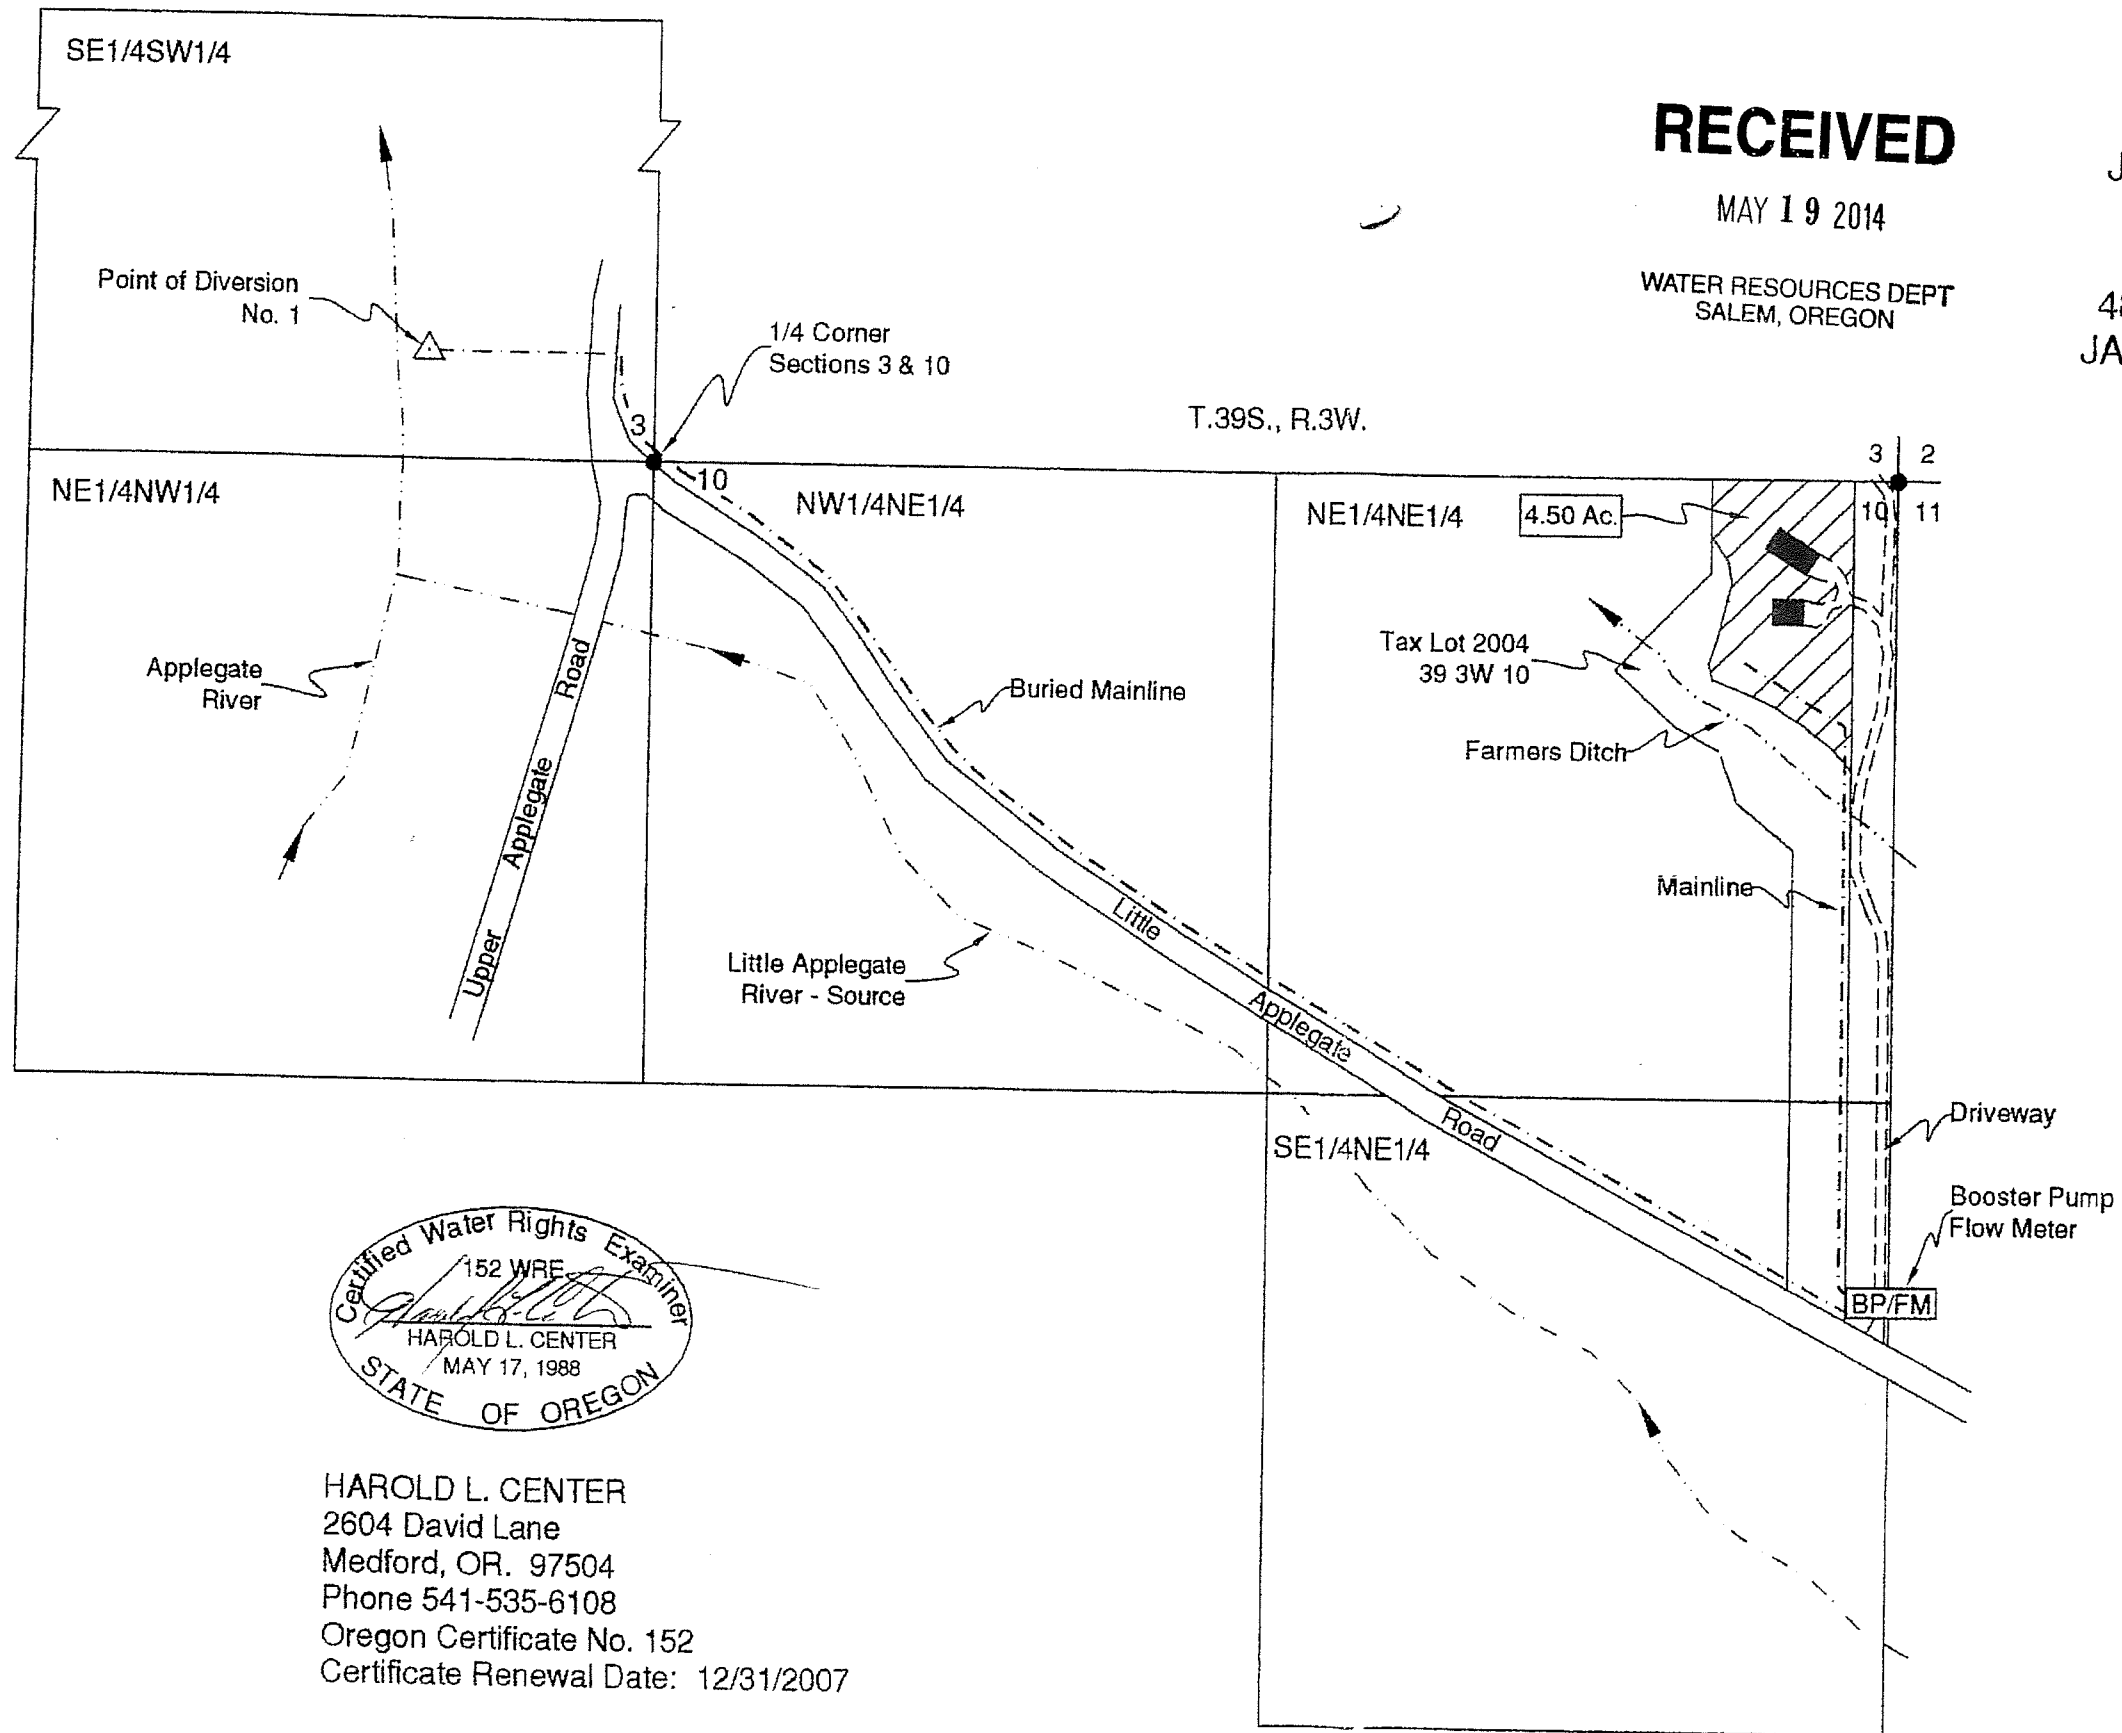 SE1/4SW1/4
RECEIVED
MAY 19 2014
WATER RESOURCES DEPT
SALEM, OREGON
Point of Diversion
No. 1
1/4 Corner
Sections 3 & 10
T.39S., R.3W.
3
10
3 2
10 11
NE1/4NW1/4
NW1/4NE1/4
NE1/4NE1/4
4.50 Ac.
Tax Lot 2004
39 3W 10
Applegate
River
Buried Mainline
Farmers Ditch
Upper Applegate Road
Mainline
Little Applegate
River - Source
Little Applegate Road
SE1/4NE1/4
Driveway
Booster Pump
Flow Meter
BP/FM
Certified Water Rights Examiner
152 WRE
HAROLD L. CENTER
MAY 17, 1988
STATE OF OREGON
HAROLD L. CENTER
2604 David Lane
Medford, OR. 97504
Phone 541-535-6108
Oregon Certificate No. 152
Certificate Renewal Date: 12/31/2007